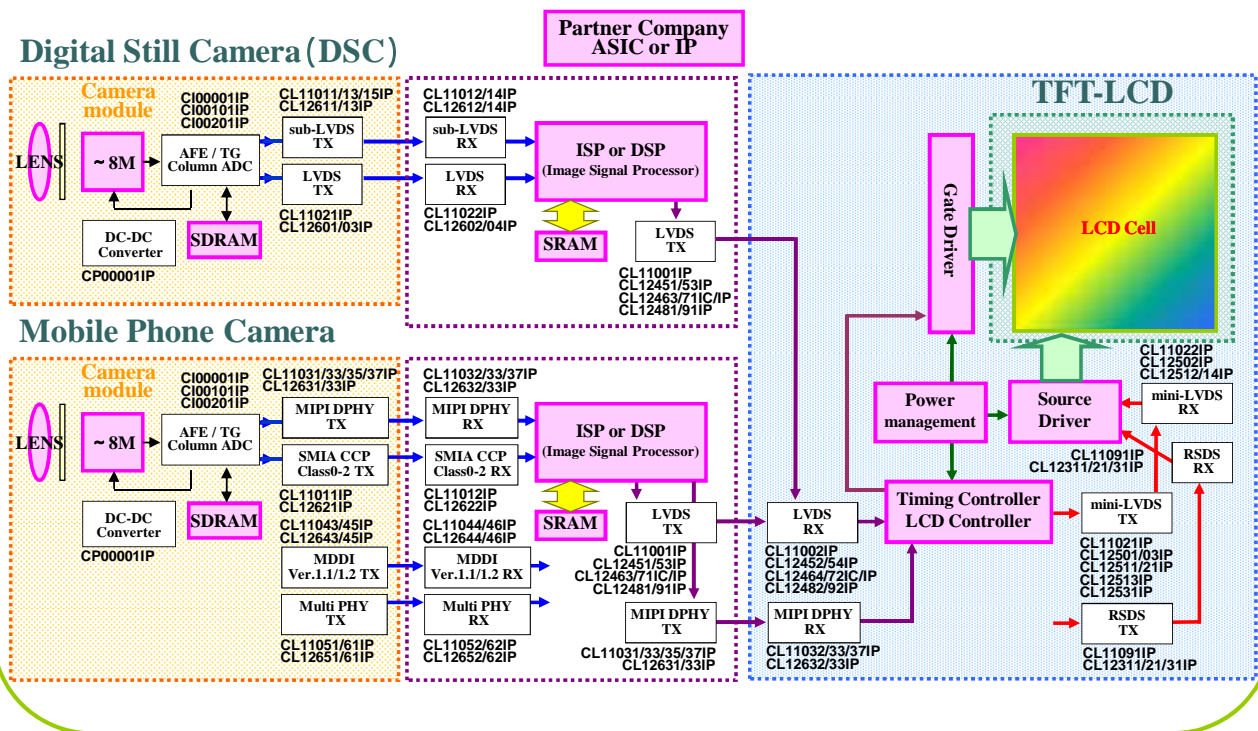 Partner Company
ASIC or IP
Digital Still Camera（DSC）
Camera
module
CI00001IP
CI00101IP
CI00201IP
CL11011/13/15IP
CL12611/13IP
LENS
~ 8M
AFE / TG
Column ADC
sub-LVDS
TX
LVDS
TX
CL11021IP
CL12601/03IP
DC-DC
Converter
CP00001IP
SDRAM
CL11012/14IP
CL12612/14IP
sub-LVDS
RX
LVDS
RX
CL11022IP
CL12602/04IP
ISP or DSP
(Image Signal Processor)
SRAM
LVDS
TX
CL11001IP
CL12451/53IP
CL12463/71IC/IP
CL12481/91IP
Mobile Phone Camera
Camera
module
CI00001IP
CI00101IP
CI00201IP
CL11031/33/35/37IP
CL12631/33IP
LENS
~ 8M
AFE / TG
Column ADC
MIPI DPHY
TX
SMIA CCP
Class0-2 TX
CL11011IP
CL12621IP
DC-DC
Converter
CP00001IP
SDRAM
CL11043/45IP
CL12643/45IP
MDDI
Ver.1.1/1.2 TX
Multi PHY
TX
CL11051/61IP
CL12651/61IP
CL11032/33/37IP
CL12632/33IP
MIPI DPHY
RX
SMIA CCP
Class0-2 RX
CL11012IP
CL12622IP
CL11044/46IP
CL12644/46IP
MDDI
Ver.1.1/1.2 RX
Multi PHY
RX
CL11052/62IP
CL12652/62IP
ISP or DSP
(Image Signal Processor)
SRAM
LVDS
TX
CL11001IP
CL12451/53IP
CL12463/71IC/IP
CL12481/91IP
MIPI DPHY
TX
CL11031/33/35/37IP
CL12631/33IP
TFT-LCD
Gate Driver
LCD Cell
Power
management
Source
Driver
CL11022IP
CL12502IP
CL12512/14IP
mini-LVDS
RX
CL11091IP
CL12311/21/31IP
RSDS
RX
Timing Controller
LCD Controller
LVDS
RX
CL11002IP
CL12452/54IP
CL12464/72IC/IP
CL12482/92IP
MIPI DPHY
RX
CL11032/33/37IP
CL12632/33IP
mini-LVDS
TX
CL11021IP
CL12501/03IP
CL12511/21IP
CL12513IP
CL12531IP
RSDS
TX
CL11091IP
CL12311/21/31IP